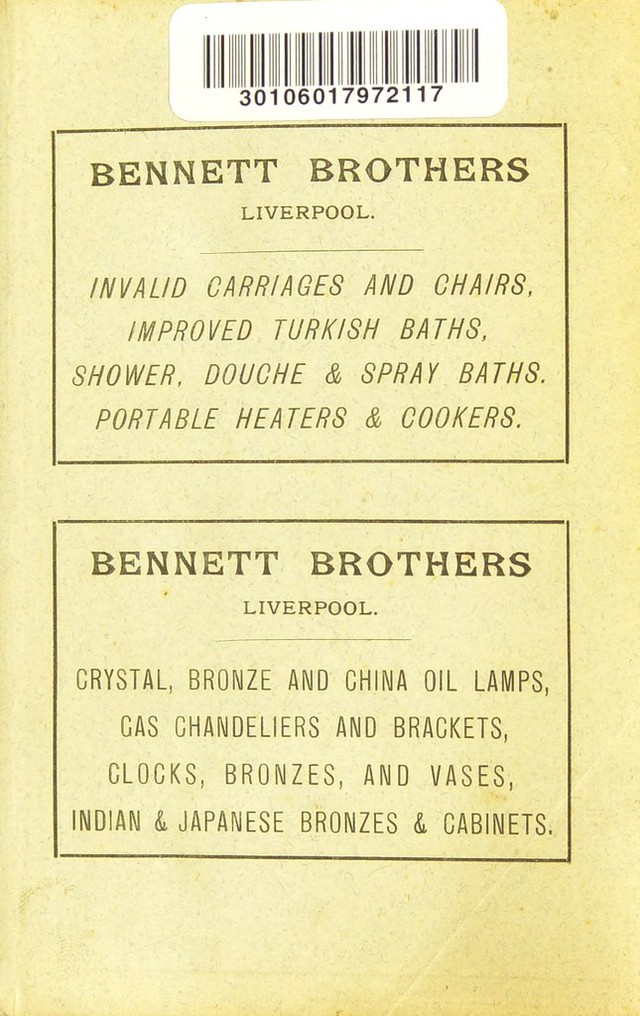 30106017972117
BENNETT BROTHERS
LIVERPOOL.
INVALID CARRIAGES AND CHAIRS,
IMPROVED TURKISH BATHS,
SHOWER, DOUCHE & SPRAY BATHS.
PORTABLE HEATERS & COOKERS.
BENNETT BROTHERS
LIVERPOOL.
CRYSTAL, BRONZE AND CHINA OIL LAMPS,
GAS CHANDELIERS AND BRACKETS,
CLOCKS, BRONZES, AND VASES,
INDIAN & JAPANESE BRONZES & CABINETS.